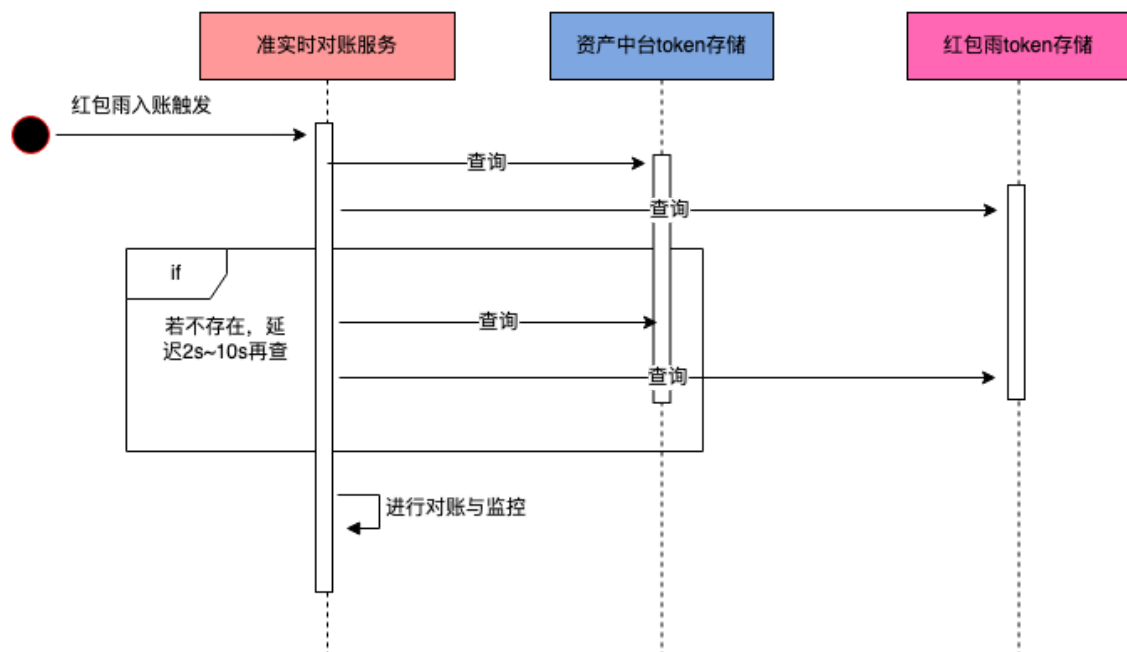 准实时对账服务
资产中台token存储
红包雨token存储
红包雨入账触发
查询
查询
if
若不存在，延
迟2s~10s再查
查询
查询
进行对账与监控